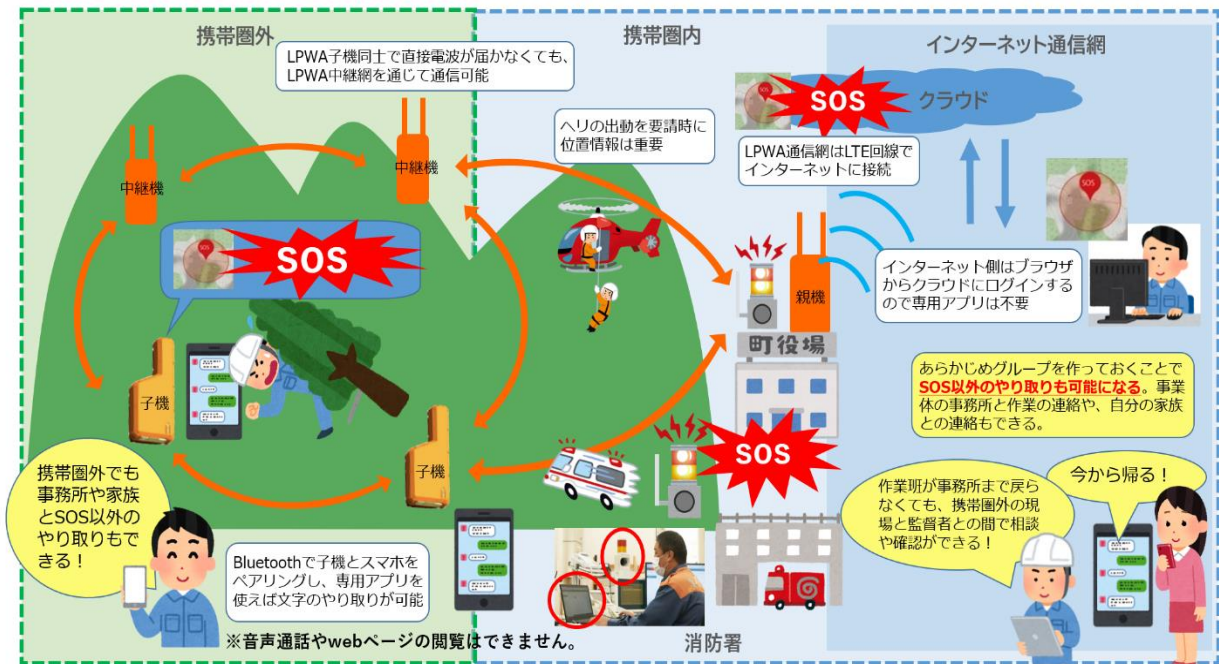 携帯圏外
携帯圏内
インターネット通信網
LPWA子機同士で直接電波が届かなくても、
LPWA中継網を通じて通信可能
SOS
クラウド
ヘリの出動を要請時に
位置情報は重要
LPWA通信網はLTE回線で
インターネットに接続
中継機
中継機
SOS
SOS
親機
インターネット側はブラウザ
からクラウドにログインする
ので専用アプリは不要
町役場
子機
子機
SOS
あらかじめグループを作っておくことで
SOS以外のやり取りも可能になる。事業
体の事務所と作業の連絡や、自分の家族
との連絡もできる。
携帯圏外でも
事務所や家族
とSOS以外の
やり取りもで
きる!
Bluetoothで子機とスマホを
ペアリングし、専用アプリを
使えば文字のやり取りが可能
作業班が事務所まで戻ら
なくても、携帯圏外の現
場と監督者との間で相談
や確認ができる!
今から帰る!
※音声通話やwebページの閲覧はできません。
消防署